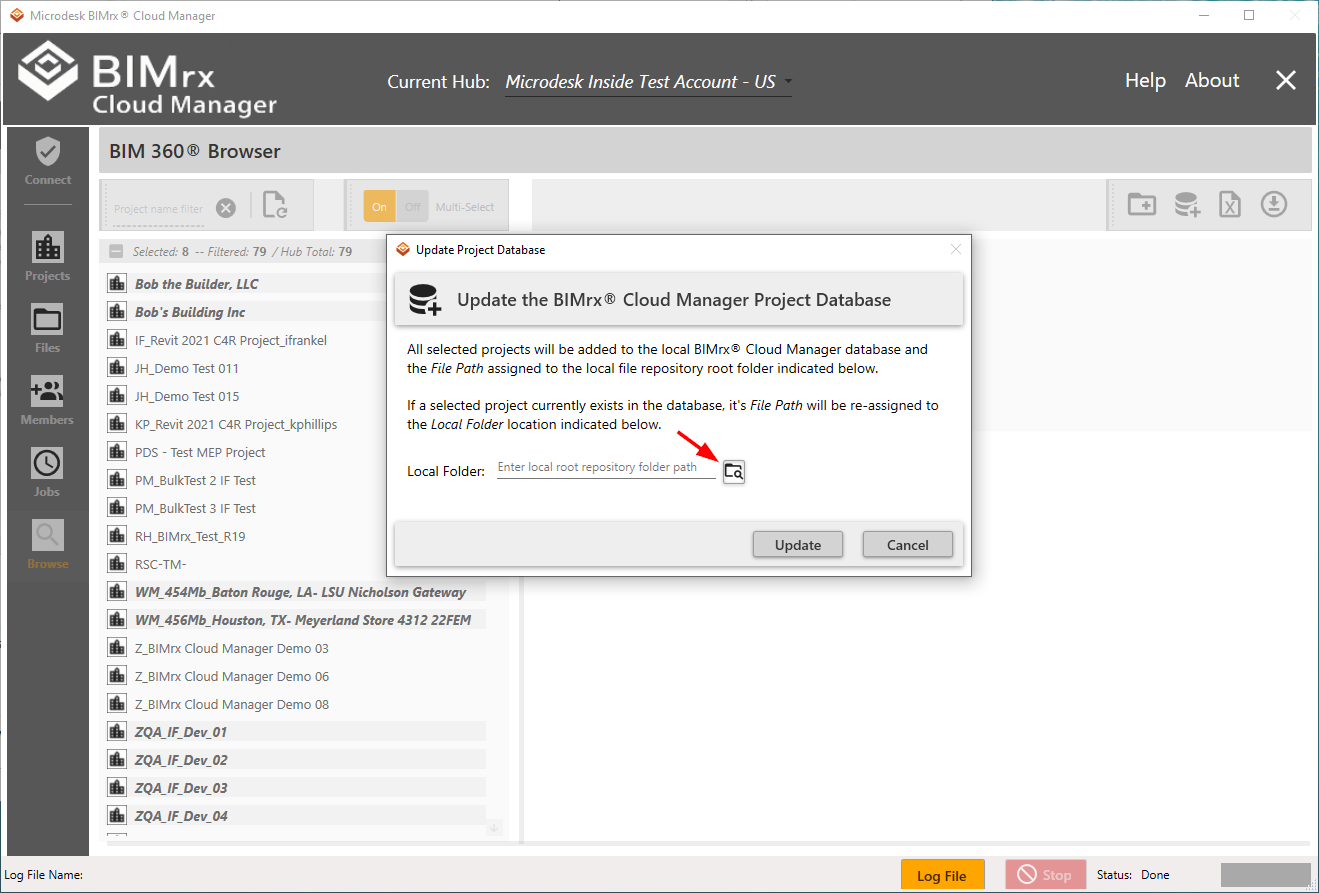 Microdesk BIMrx® Cloud Manager
BIMrx
Cloud Manager
Current Hub: Microdesk Inside Test Account - US
Help About
BIM 360® Browser
Connect
Projects
Files
Members
Jobs
Browse
Project name filter
On Off Multi-Select
Selected: 8 -- Filtered: 79 / Hub Total: 79
Bob the Builder, LLC
Bob's Building Inc
IF_Revit 2021 C4R Project_ifrankel
JH_Demo Test 011
JH_Demo Test 015
KP_Revit 2021 C4R Project_kphillips
PDS - Test MEP Project
PM_BulkTest 2 IF Test
PM_BulkTest 3 IF Test
RH_BIMrx_Test_R19
RSC-TM-
WM_454Mb_Baton Rouge, LA- LSU Nicholson Gateway
WM_456Mb_Houston, TX- Meyerland Store 4312 22FEM
Z_BIMrx Cloud Manager Demo 03
Z_BIMrx Cloud Manager Demo 06
Z_BIMrx Cloud Manager Demo 08
ZQA_IF_Dev_01
ZQA_IF_Dev_02
ZQA_IF_Dev_03
ZQA_IF_Dev_04
Update Project Database
Update the BIMrx® Cloud Manager Project Database
All selected projects will be added to the local BIMrx® Cloud Manager database and
the File Path assigned to the local file repository root folder indicated below.
If a selected project currently exists in the database, it's File Path will be re-assigned to
the Local Folder location indicated below.
Local Folder: Enter local root repository folder path
Update Cancel
Log File Name:
Log File
Stop
Status: Done